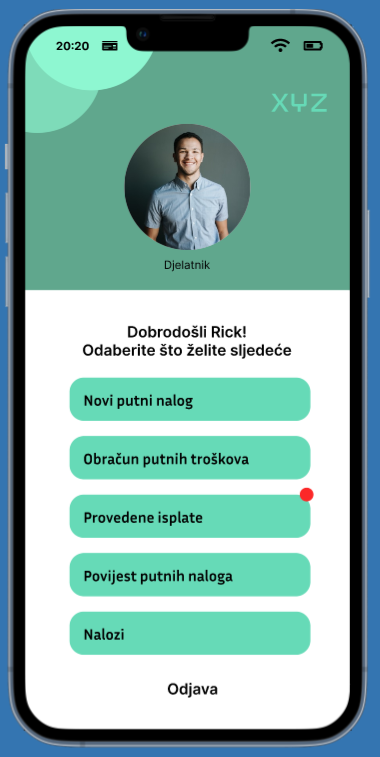 20:20
XYZ
Djelatnik
Dobrodošli Rick!
Odaberite što želite sljedeće
Novi putni nalog
Obračun putnih troškova
Provedene isplate
Povijest putnih naloga
Nalozi
Odjava